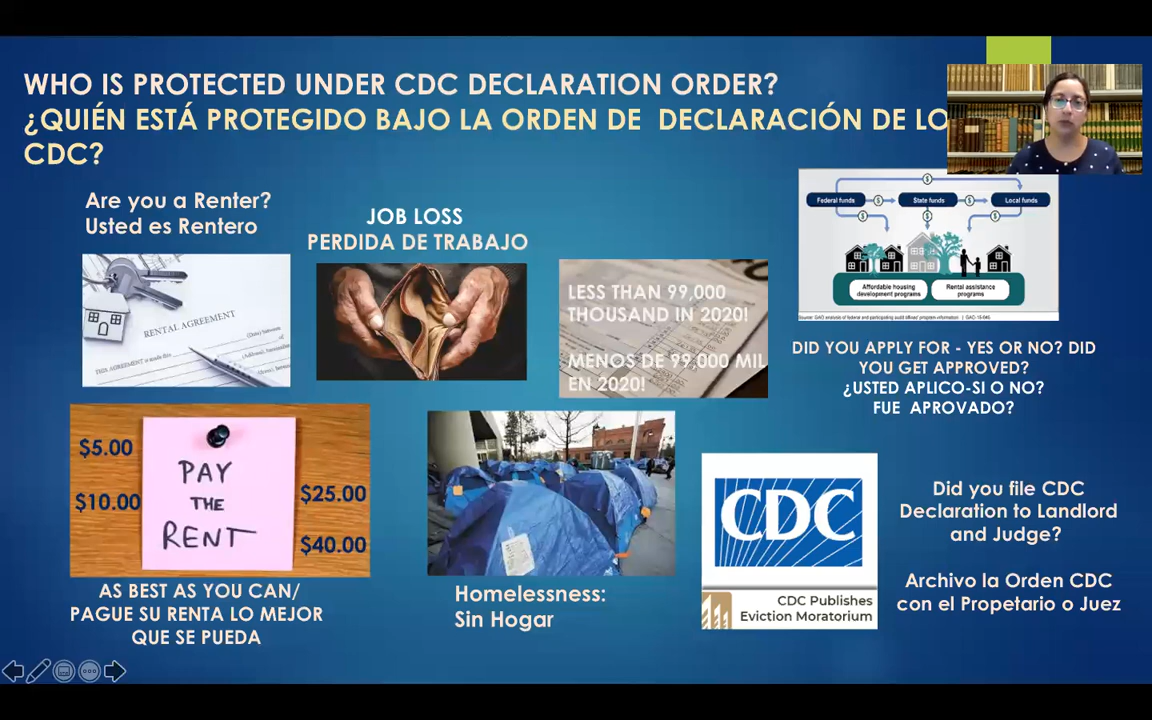 WHO IS PROTECTED UNDER CDC DECLARATION ORDER?
¿QUIÉN ESTÁ PROTEGIDO BAJO LA ORDEN DE DECLARACIÓN DE LO
CDC?
Are you a Renter?
Usted es Rentero
RENTAL AGREEMENT
THIS AGREEMENT is made this
(Date)
JOB LOSS
PERDIDA DE TRABAJO
LESS THAN 99,000
THOUSAND IN 2020!
MENOS DE 99,000 MIL
EN 2020!
$
Federal funds
$
State funds
$
Local funds
$
$
$
Affordable housing
development programs
Rental assistance
programs
DID YOU APPLY FOR - YES OR NO? DID
YOU GET APPROVED?
¿USTED APLICO-SI O NO?
FUE APROVADO?
$5.00
$10.00
PAY
THE
RENT
$25.00
$40.00
AS BEST AS YOU CAN/
PAGUE SU RENTA LO MEJOR
QUE SE PUEDA
Homelessness:
Sin Hogar
CDC
CDC Publishes
Eviction Moratorium
Did you file CDC
Declaration to Landlord
and Judge?
Archivo la Orden CDC
con el Propetario o Juez